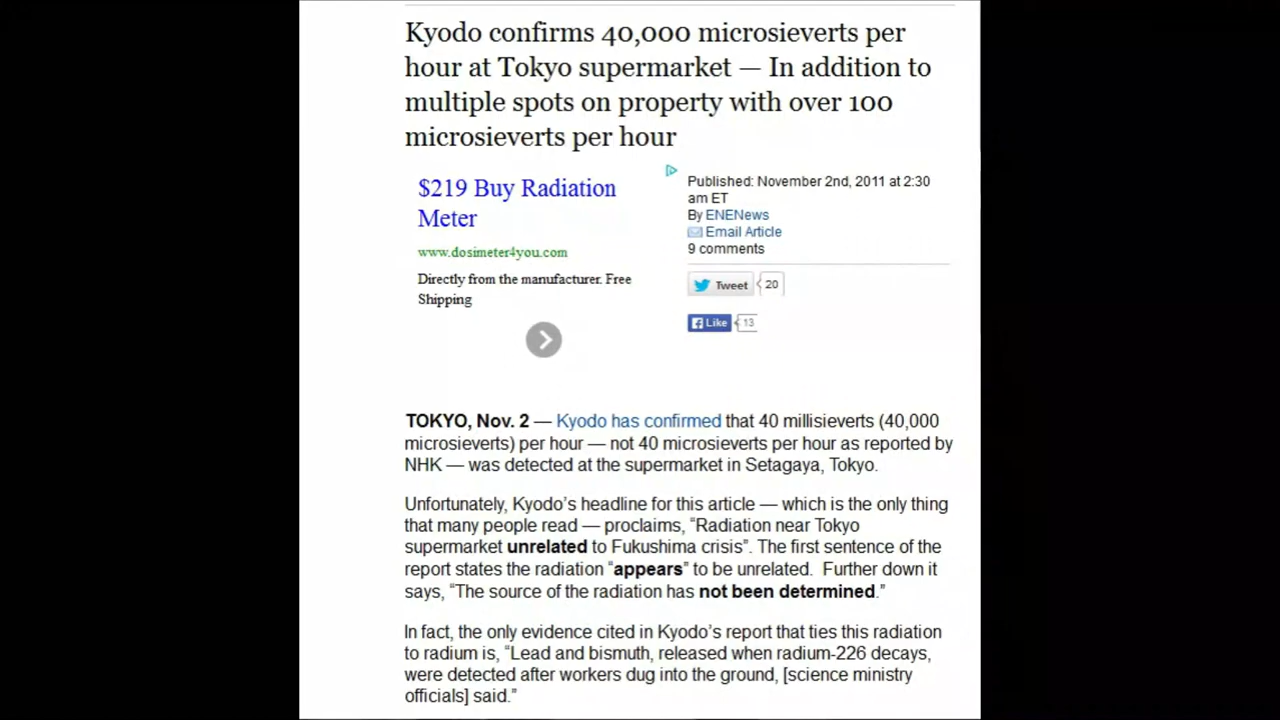 Kyodo confirms 40,000 microsieverts per
hour at Tokyo supermarket — In addition to
multiple spots on property with over 100
microsieverts per hour
$219 Buy Radiation
Meter
www.dosimeter4you.com
Directly from the manufacturer. Free
Shipping
Published: November 2nd, 2011 at 2:30
am ET
By ENENews
Email Article
9 comments
Tweet 20
Like 13
TOKYO, Nov. 2 — Kyodo has confirmed that 40 millisieverts (40,000
microsieverts) per hour — not 40 microsieverts per hour as reported by
NHK — was detected at the supermarket in Setagaya, Tokyo.
Unfortunately, Kyodo’s headline for this article — which is the only thing
that many people read — proclaims, “Radiation near Tokyo
supermarket unrelated to Fukushima crisis”. The first sentence of the
report states the radiation “appears” to be unrelated. Further down it
says, “The source of the radiation has not been determined.”
In fact, the only evidence cited in Kyodo’s report that ties this radiation
to radium is, “Lead and bismuth, released when radium-226 decays,
were detected after workers dug into the ground, [science ministry
officials] said.”